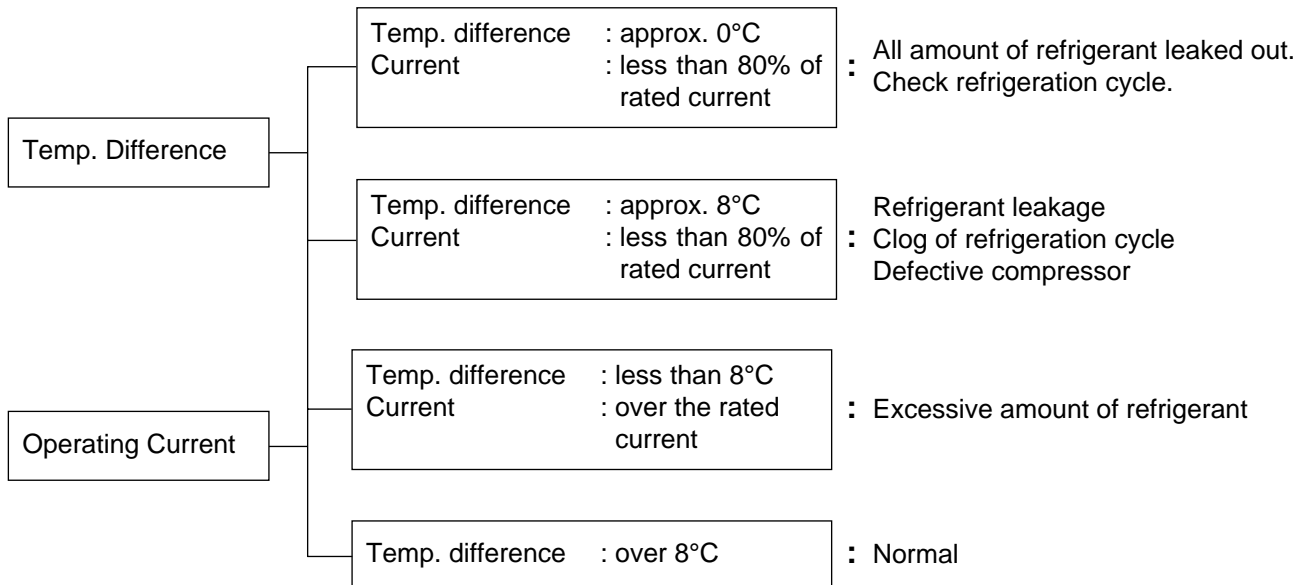 Temp. Difference
Operating Current
Temp. difference : approx. 0°C
Current : less than 80% of
rated current
: All amount of refrigerant leaked out.
Check refrigeration cycle.
Temp. difference : approx. 8°C
Current : less than 80% of
rated current
Refrigerant leakage
: Clog of refrigeration cycle
Defective compressor
Temp. difference : less than 8°C
Current : over the rated
current
: Excessive amount of refrigerant
Temp. difference : over 8°C
: Normal